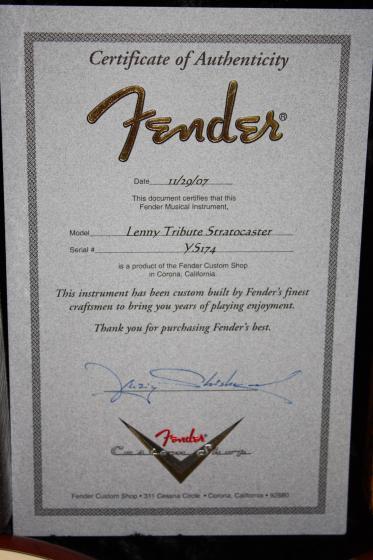 Certificate of Authenticity
Fender®
Date 11/29/07
This document certifies that this
Fender Musical Instrument,
Model Lenny Tribute Stratocaster
Serial # YS174
is a product of the Fender Custom Shop
in Corona, California.
This instrument has been custom built by Fender's finest
craftsmen to bring you years of playing enjoyment.
Thank you for purchasing Fender's best.
Fender®
Custom Shop
Fender Custom Shop • 311 Cessna Circle • Corona, California • 92880